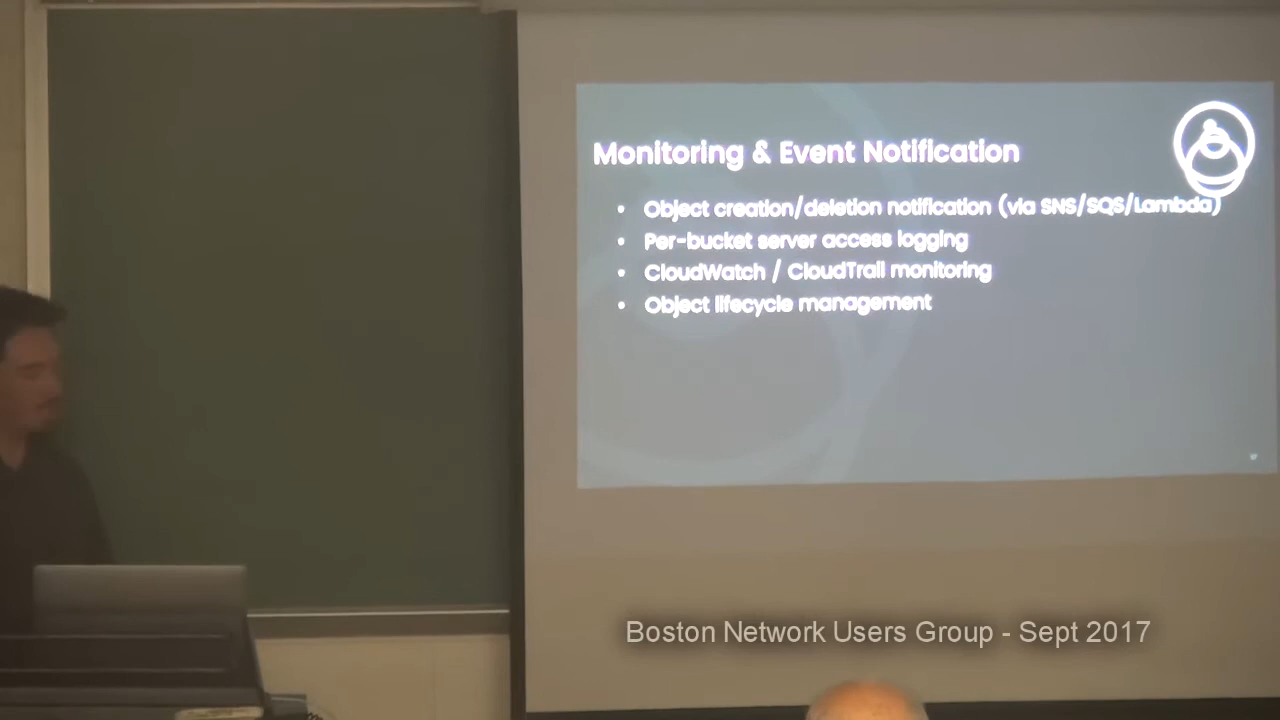 Monitoring & Event Notification
• Object creation/deletion notification (via SNS/SQS/Lambda)
• Per-bucket server access logging
• CloudWatch / CloudTrail monitoring
• Object lifecycle management
Boston Network Users Group - Sept 2017